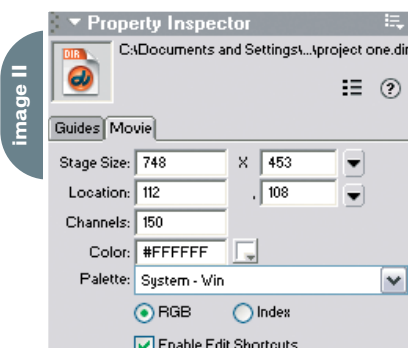 image II
Property Inspector
DIR
C:\Documents and Settings\...\project one.dir
?
Guides Movie
Stage Size: 748 X 453
Location: 112 , 108
Channels: 150
Color: #FFFFFF
Palette: System - Win
RGB Index
Enable Edit Shortcuts